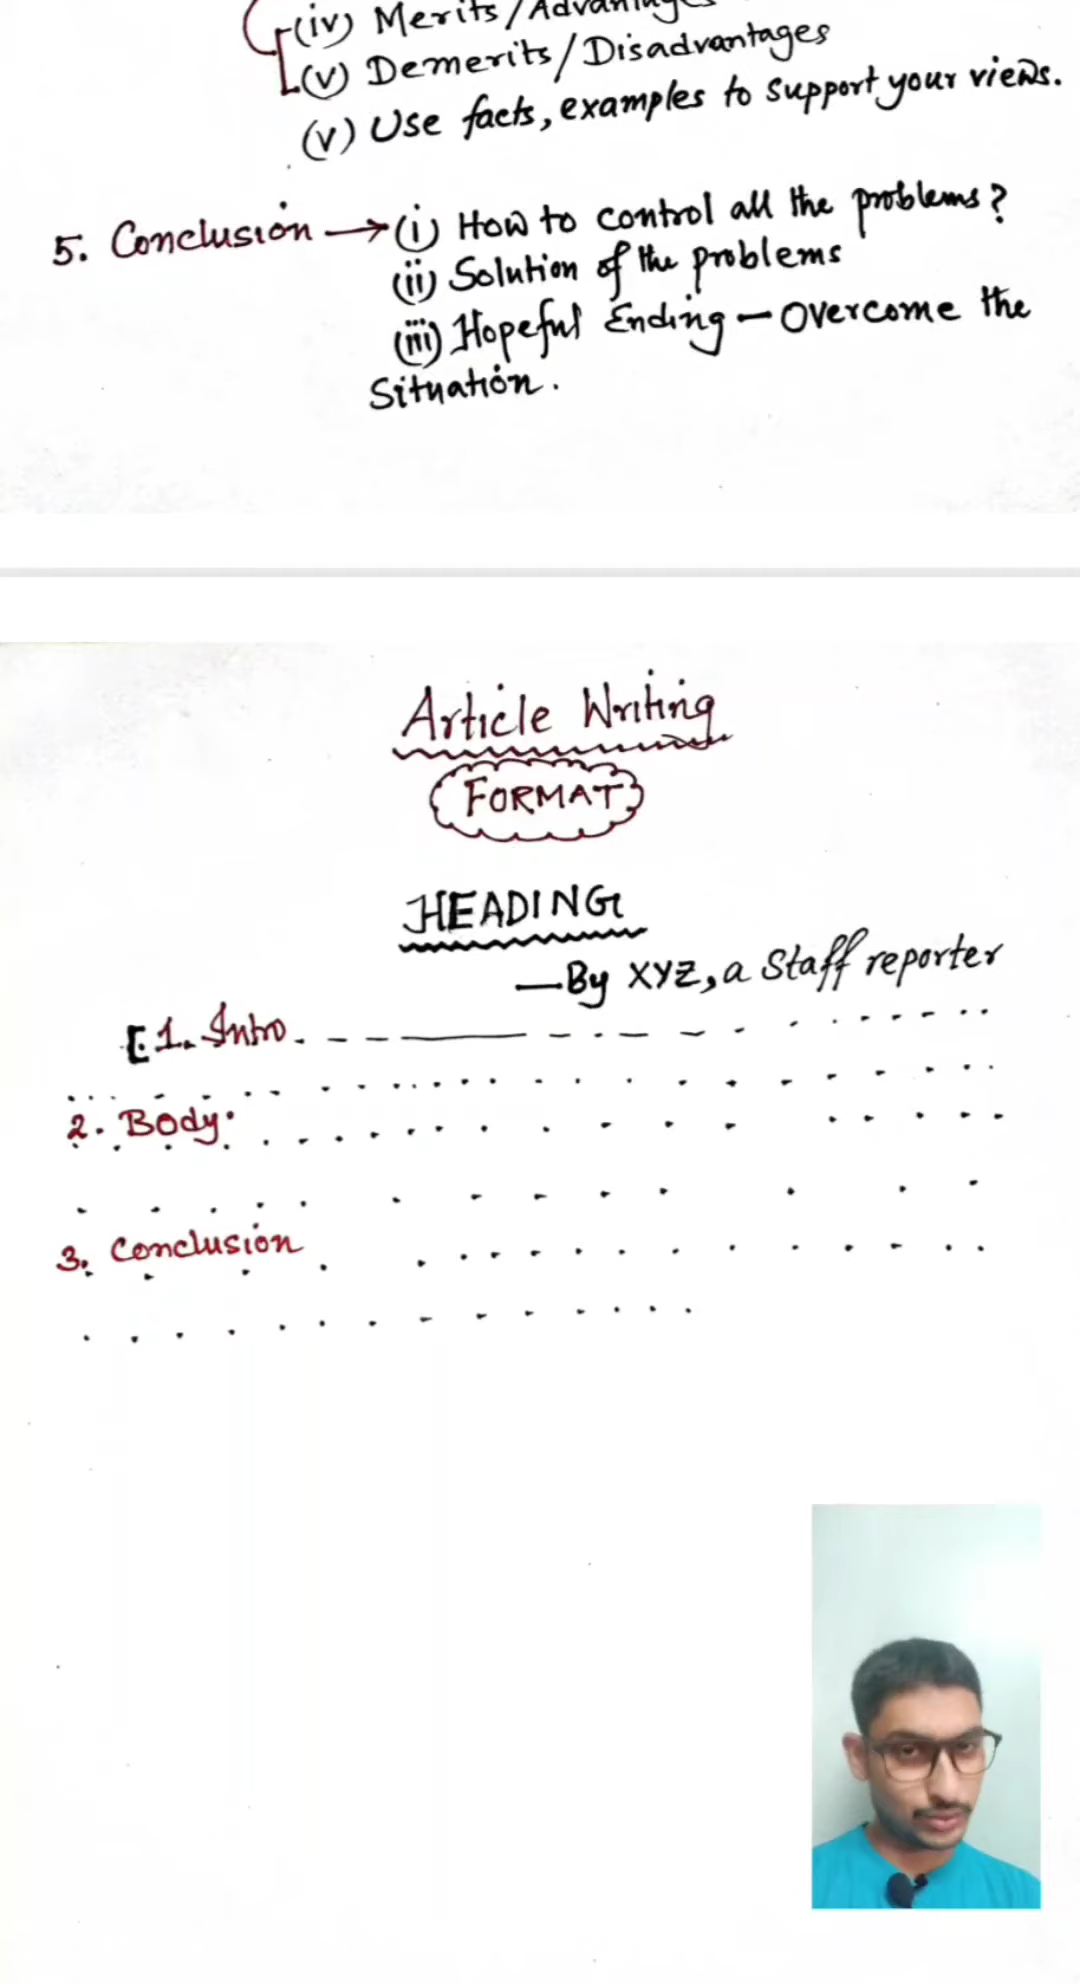 (iv) Merits/Advantages
(v) Demerits/Disadvantages
(v) Use facts, examples to support your views.
5. Conclusion → (i) How to control all the problems?
(ii) Solution of the problems
(iii) Hopeful Ending — Overcome the
Situation.
Article Writing
FORMAT
HEADING
— By XYZ, a Staff reporter
[1. Intro.
2. Body.
3. Conclusion